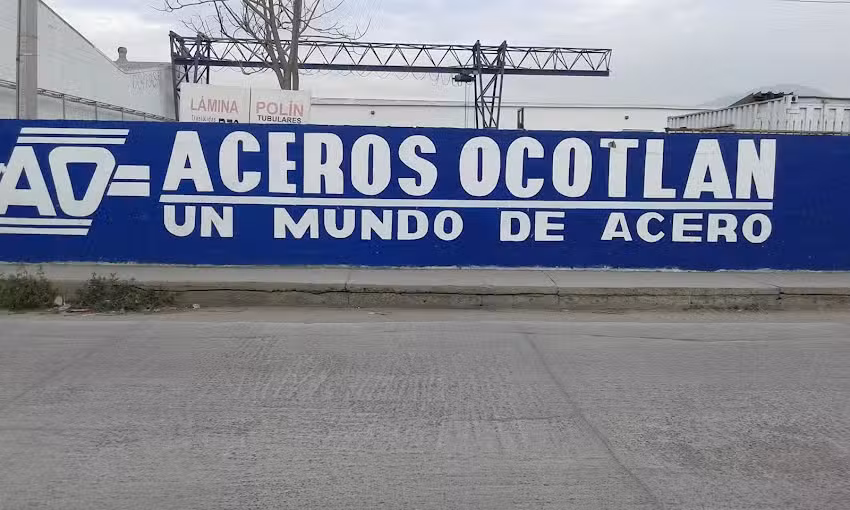 LÁMINA
POLÍN
TUBULARES
AO
ACEROS OCOTLAN
UN MUNDO DE ACERO